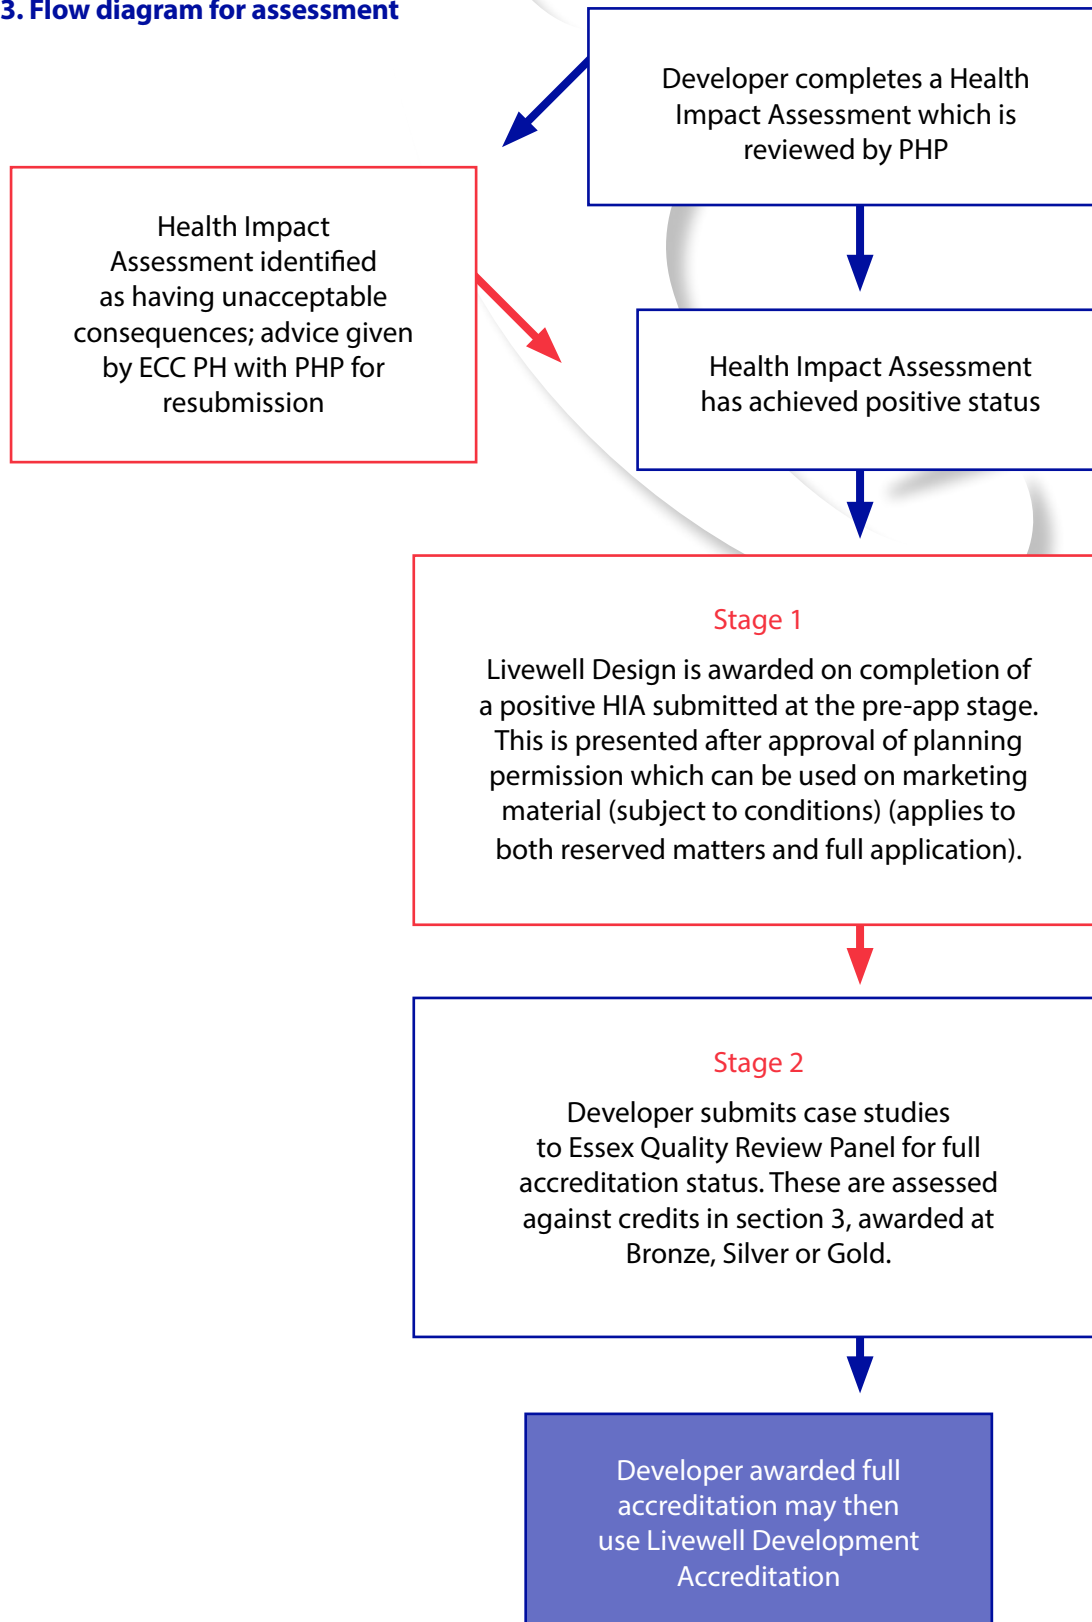 3. Flow diagram for assessment
Developer completes a Health
Impact Assessment which is
reviewed by PHP
Health Impact
Assessment identified
as having unacceptable
consequences; advice given
by ECC PH with PHP for
resubmission
Health Impact Assessment
has achieved positive status
Stage 1
Livewell Design is awarded on completion of
a positive HIA submitted at the pre-app stage.
This is presented after approval of planning
permission which can be used on marketing
material (subject to conditions) (applies to
both reserved matters and full application).
Stage 2
Developer submits case studies
to Essex Quality Review Panel for full
accreditation status. These are assessed
against credits in section 3, awarded at
Bronze, Silver or Gold.
Developer awarded full
accreditation may then
use Livewell Development
Accreditation